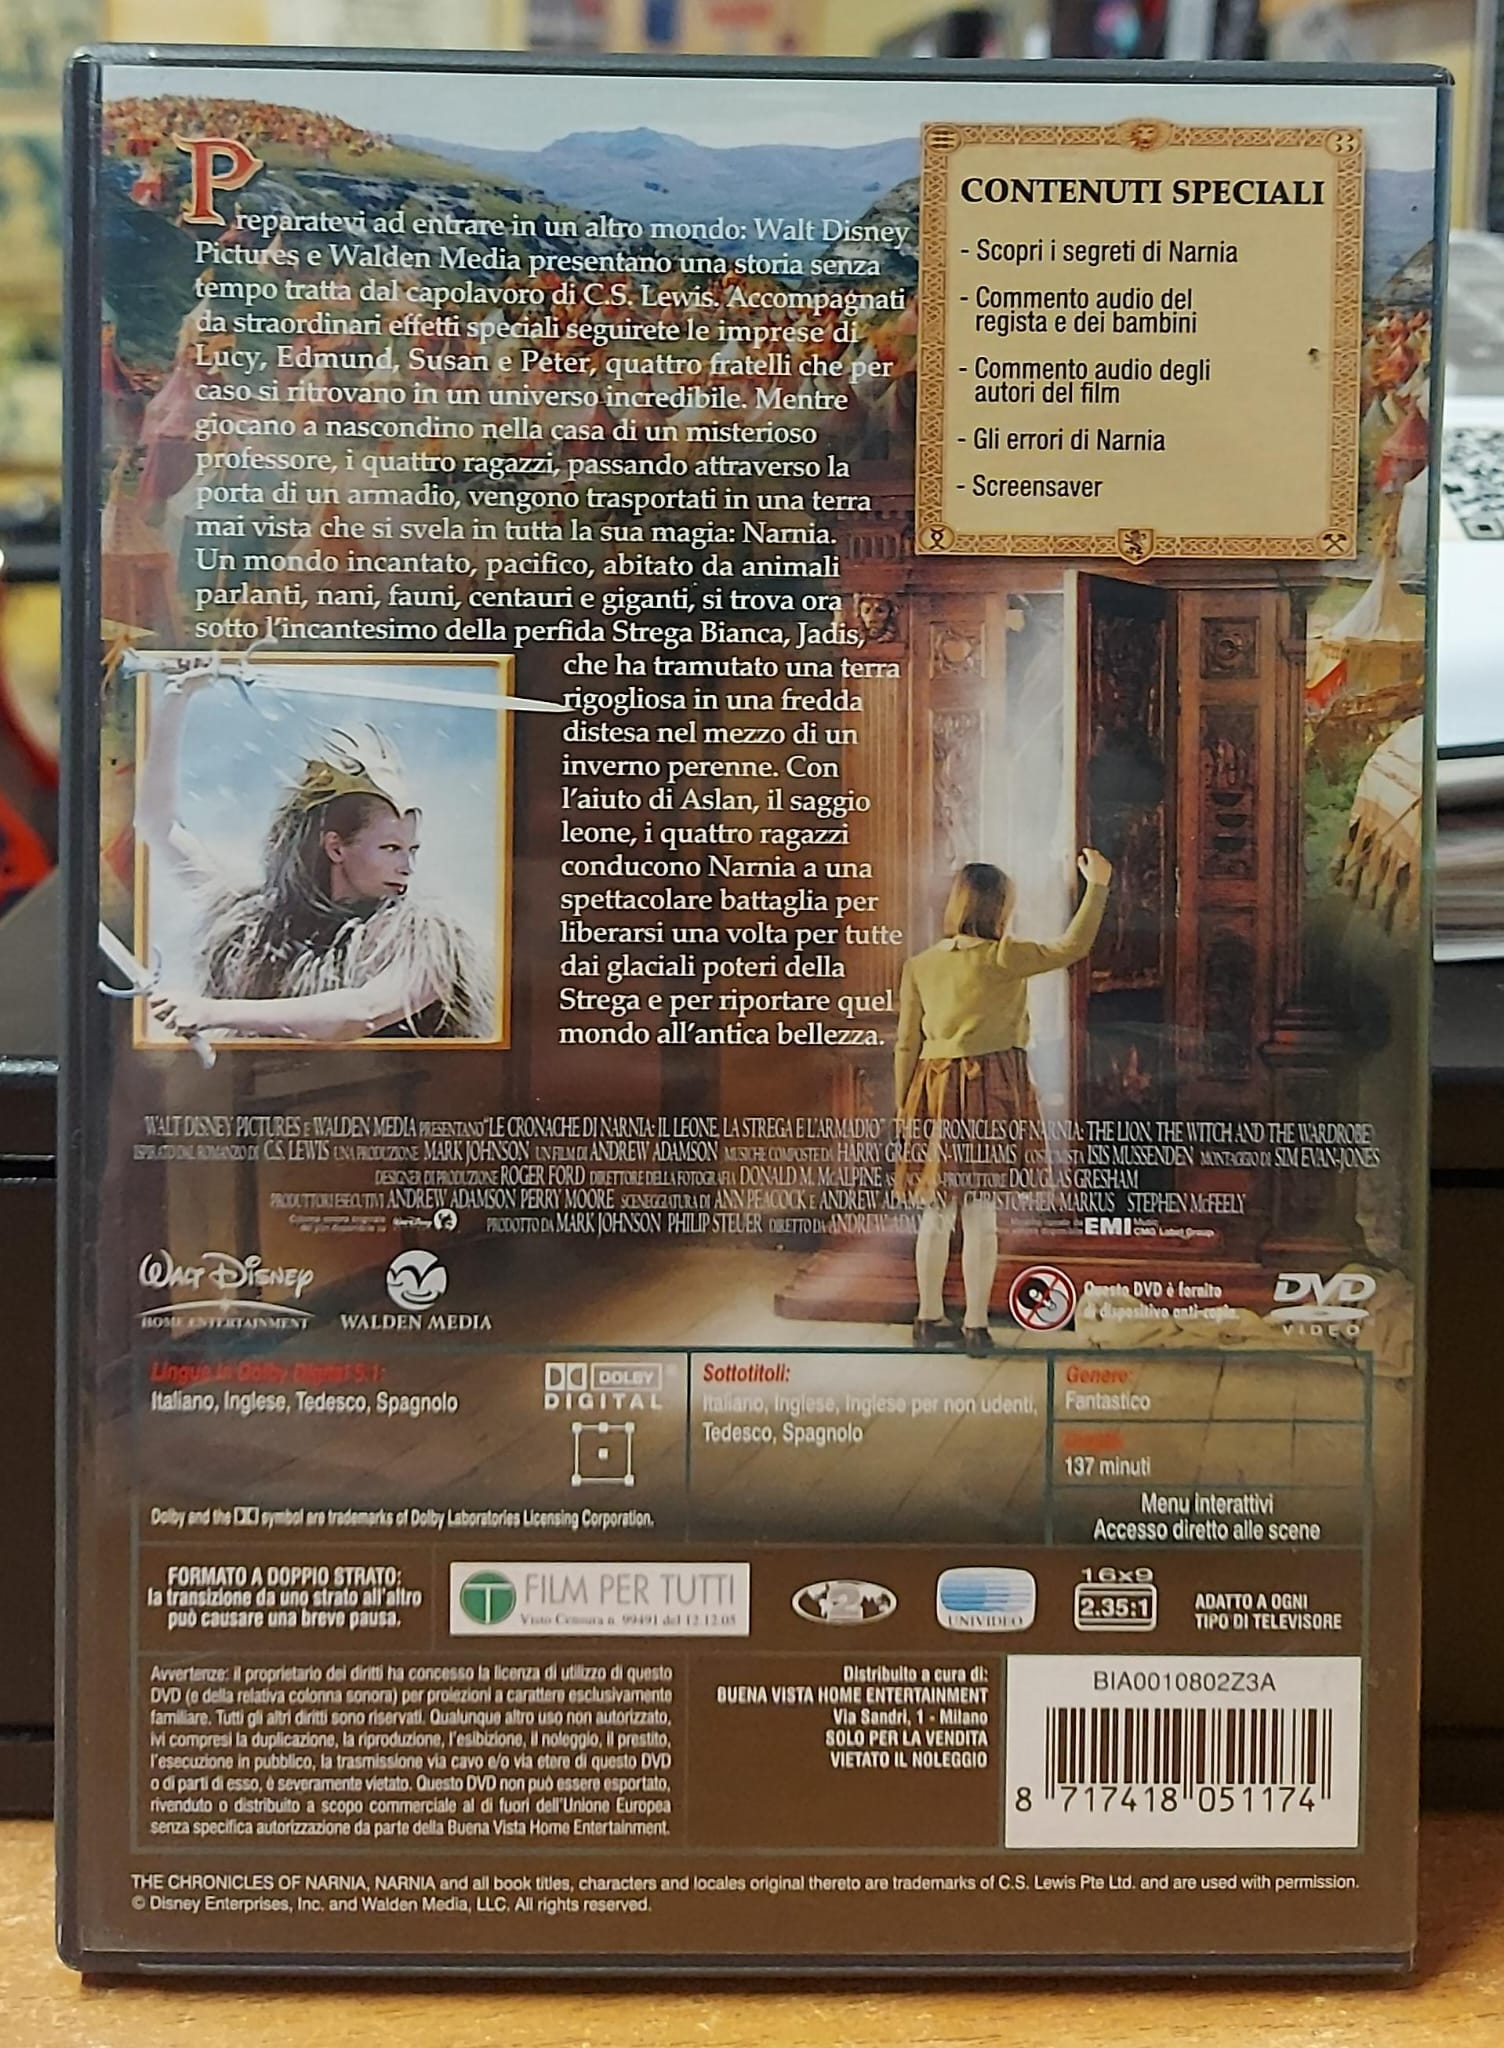 Preparatevi ad entrare in un altro mondo: Walt Disney
Pictures e Walden Media presentano una storia senza
tempo tratta dal capolavoro di C.S. Lewis. Accompagnati
da straordinari effetti speciali seguirete le imprese di
Lucy, Edmund, Susan e Peter, quattro fratelli che per
caso si ritrovano in un universo incredibile. Mentre
giocano a nascondino nella casa di un misterioso
professore, i quattro ragazzi, passando attraverso la
porta di un armadio, vengono trasportati in una terra
mai vista che si svela in tutta la sua magia: Narnia.
Un mondo incantato, pacifico, abitato da animali
parlanti, nani, fauni, centauri e giganti, si trova ora
sotto l'incantesimo della perfida Strega Bianca, Jadis,
che ha tramutato una terra
rigogliosa in una fredda
distesa nel mezzo di un
inverno perenne. Con
l'aiuto di Aslan, il saggio
leone, i quattro ragazzi
conducono Narnia a una
spettacolare battaglia per
liberarsi una volta per tutte
dai glaciali poteri della
Strega e per riportare quel
mondo all'antica bellezza.
CONTENUTI SPECIALI
- Scopri i segreti di Narnia
- Commento audio del
regista e dei bambini
- Commento audio degli
autori del film
- Gli errori di Narnia
- Screensaver
WALT DISNEY PICTURES E WALDEN MEDIA PRESENTANO "LE CRONACHE DI NARNIA: IL LEONE, LA STREGA E L'ARMADIO" THE CHRONICLES OF NARNIA: THE LION, THE WITCH AND THE WARDROBE
ISPIRATO DAL ROMANZO DI C.S. LEWIS UNA PRODUZIONE MARK JOHNSON UN FILM DI ANDREW ADAMSON MUSICHE COMPOSTE DA HARRY GREGSON-WILLIAMS COSTUMISTA ISIS MUSSENDEN MONTAGGIO DI SIM EVAN-JONES
DESIGNER DI PRODUZIONE ROGER FORD DIRETTORE DELLA FOTOGRAFIA DONALD M. McALPINE CO-PRODUTTORE DOUGLAS GRESHAM
PRODUTTORI ESECUTIVI ANDREW ADAMSON PERRY MOORE SCENEGGIATURA DI ANN PEACOCK E ANDREW ADAMSON E CHRISTOPHER MARKUS STEPHEN McFEELY
PRODOTTO DA MARK JOHNSON PHILIP STEUER DIRETTO DA ANDREW ADAMSON EMI CMG Label Group
WALT DISNEY
HOME ENTERTAINMENT
WALDEN MEDIA
Questo DVD è fornito
di dispositivo anti-copia.
DVD
VIDEO
Lingue in Dolby Digital 5.1:
Italiano, Inglese, Tedesco, Spagnolo
DOLBY
DIGITAL
Dolby and the symbol are trademarks of Dolby Laboratories Licensing Corporation.
Sottotitoli:
Italiano, Inglese, Inglese per non udenti,
Tedesco, Spagnolo
Genere:
Fantastico
137 minuti
Menu interattivi
Accesso diretto alle scene
FORMATO A DOPPIO STRATO:
la transizione da uno strato all'altro
può causare una breve pausa.
T FILM PER TUTTI
Visto Censura n. 99491 del 12.12.05
2
UNIVIDEO
16x9
2.35:1
ADATTO A OGNI
TIPO DI TELEVISORE
Avvertenze: il proprietario dei diritti ha concesso la licenza di utilizzo di questo
DVD (e della relativa colonna sonora) per proiezioni a carattere esclusivamente
familiare. Tutti gli altri diritti sono riservati. Qualunque altro uso non autorizzato,
ivi compresi la duplicazione, la riproduzione, l'esibizione, il noleggio, il prestito,
l'esecuzione in pubblico, la trasmissione via cavo e/o via etere di questo DVD
o di parti di esso, è severamente vietato. Questo DVD non può essere esportato,
rivenduto o distribuito a scopo commerciale al di fuori dell'Unione Europea
senza specifica autorizzazione da parte della Buena Vista Home Entertainment.
Distribuito a cura di:
BUENA VISTA HOME ENTERTAINMENT
Via Sandri, 1 - Milano
SOLO PER LA VENDITA
VIETATO IL NOLEGGIO
BIA0010802Z3A
8 717418 051174
THE CHRONICLES OF NARNIA, NARNIA and all book titles, characters and locales original thereto are trademarks of C.S. Lewis Pte Ltd. and are used with permission.
© Disney Enterprises, Inc. and Walden Media, LLC. All rights reserved.